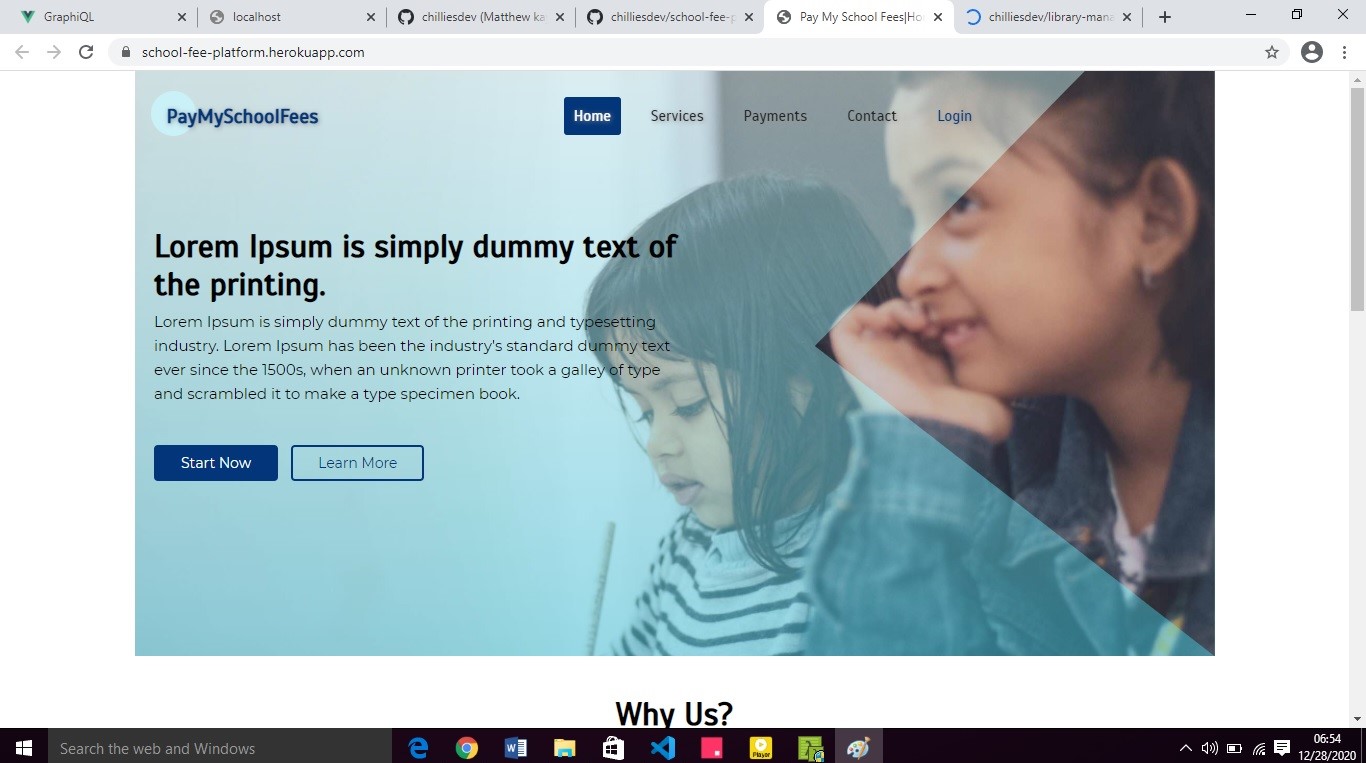 GraphiQL
localhost
chilliesdev (Matthew ka
chilliesdev/school-fee-p
Pay My School Fees|Ho
chilliesdev/library-mana
school-fee-platform.herokuapp.com
PayMySchoolFees
Home
Services
Payments
Contact
Login
Lorem Ipsum is simply dummy text of
the printing.
Lorem Ipsum is simply dummy text of the printing and typesetting
industry. Lorem Ipsum has been the industry's standard dummy text
ever since the 1500s, when an unknown printer took a galley of type
and scrambled it to make a type specimen book.
Start Now
Learn More
Why Us?
Search the web and Windows
Player
06:54
12/28/2020